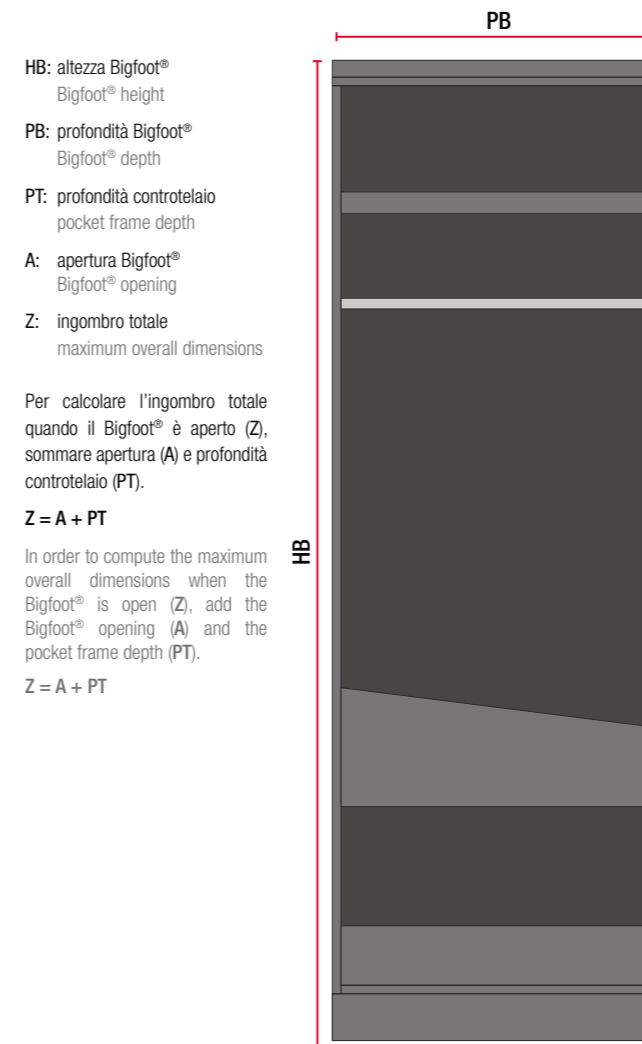 PB
HB: altezza Bigfoot®
Bigfoot® height
PB: profondità Bigfoot®
Bigfoot® depth
PT: profondità controtelaio
pocket frame depth
A: apertura Bigfoot®
Bigfoot® opening
Z: ingombro totale
maximum overall dimensions
Per calcolare l’ingombro totale
quando il Bigfoot® è aperto (Z),
sommare apertura (A) e profondità
controtelaio (PT).
Z = A + PT
In order to compute the maximum
overall dimensions when the
Bigfoot® is open (Z), add the
Bigfoot® opening (A) and the
pocket frame depth (PT).
Z = A + PT
HB